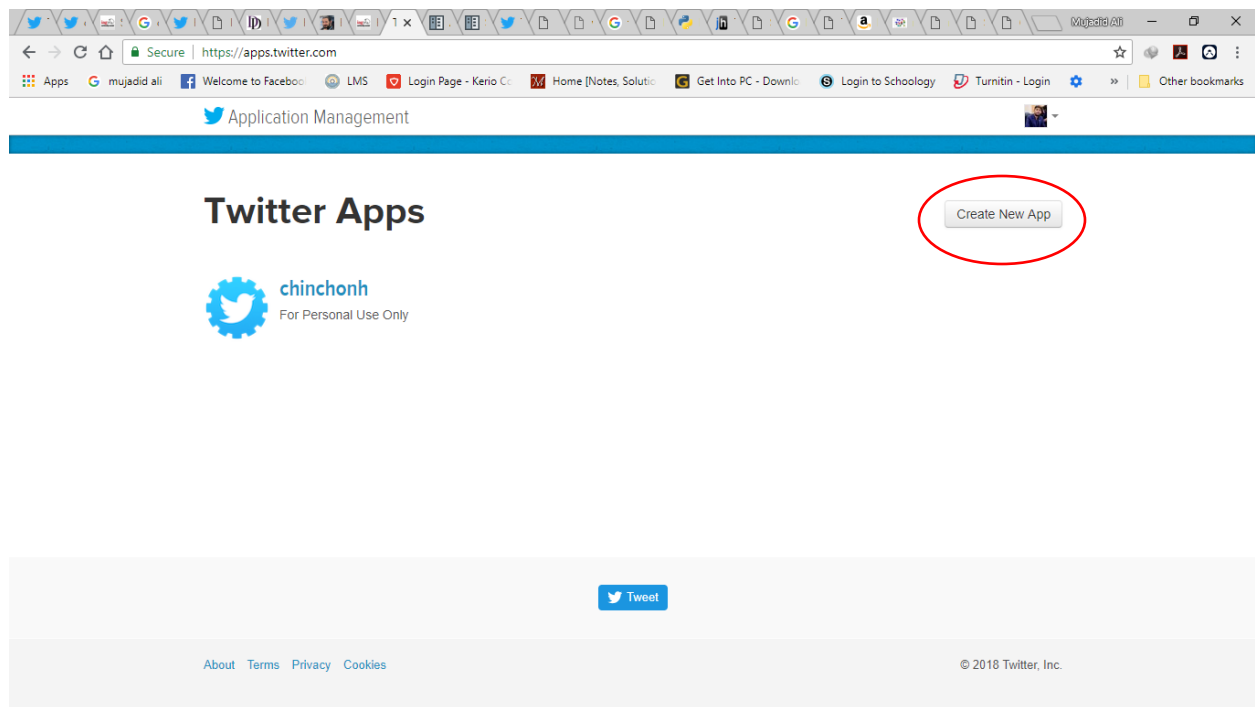 Mujadid Ali
Secure | https://apps.twitter.com
Apps mujadid ali Welcome to Faceboo LMS Login Page - Kerio Co Home [Notes, Solutio Get Into PC - Downlo Login to Schoology Turnitin - Login » Other bookmarks
Application Management
Twitter Apps
Create New App
chinchonh
For Personal Use Only
Tweet
About Terms Privacy Cookies
© 2018 Twitter, Inc.